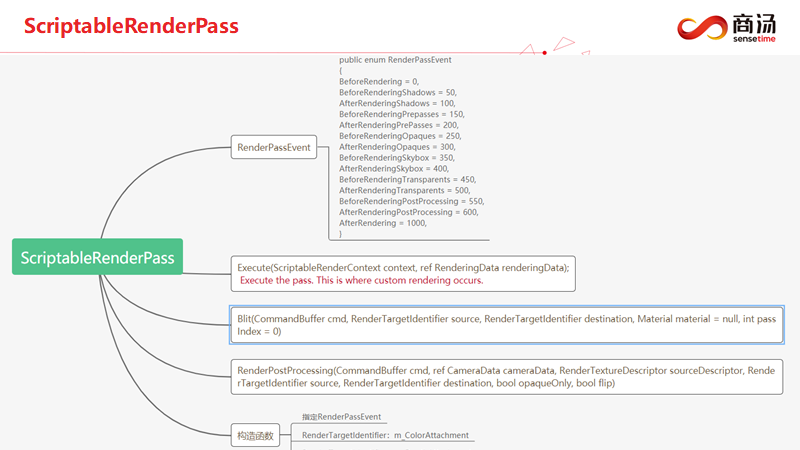 ScriptableRenderPass
商汤
sensetime
public enum RenderPassEvent
{
BeforeRendering = 0,
BeforeRenderingShadows = 50,
AfterRenderingShadows = 100,
BeforeRenderingPrepasses = 150,
AfterRenderingPrePasses = 200,
BeforeRenderingOpaques = 250,
AfterRenderingOpaques = 300,
BeforeRenderingSkybox = 350,
AfterRenderingSkybox = 400,
BeforeRenderingTransparents = 450,
AfterRenderingTransparents = 500,
BeforeRenderingPostProcessing = 550,
AfterRenderingPostProcessing = 600,
AfterRendering = 1000,
}
RenderPassEvent
ScriptableRenderPass
Execute(ScriptableRenderContext context, ref RenderingData renderingData);
Execute the pass. This is where custom rendering occurs.
Blit(CommandBuffer cmd, RenderTargetIdentifier source, RenderTargetIdentifier destination, Material material = null, int pass
Index = 0)
RenderPostProcessing(CommandBuffer cmd, ref CameraData cameraData, RenderTextureDescriptor sourceDescriptor, Rende
rTargetIdentifier source, RenderTargetIdentifier destination, bool opaqueOnly, bool flip)
构造函数
指定RenderPassEvent
RenderTargetIdentifier：m_ColorAttachment